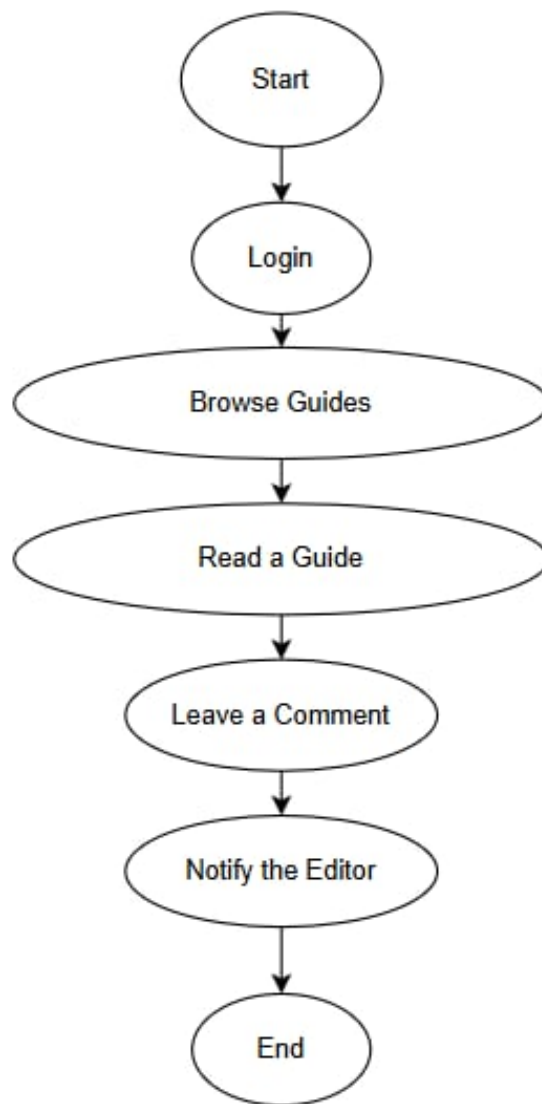 Start
Login
Browse Guides
Read a Guide
Leave a Comment
Notify the Editor
End